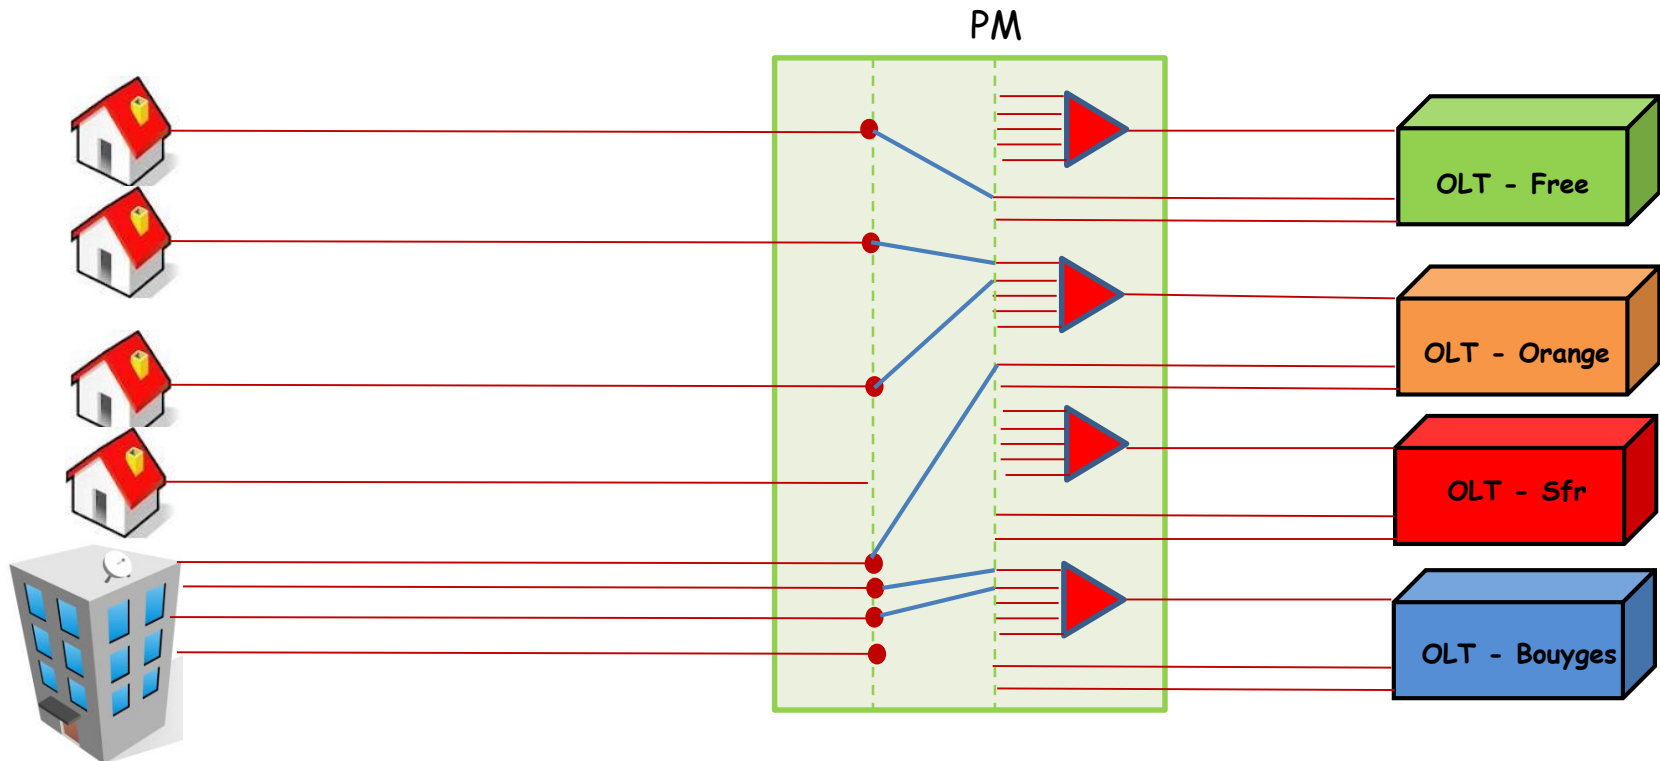 PM
OLT - Free
OLT - Orange
OLT - Sfr
OLT - Bouyges